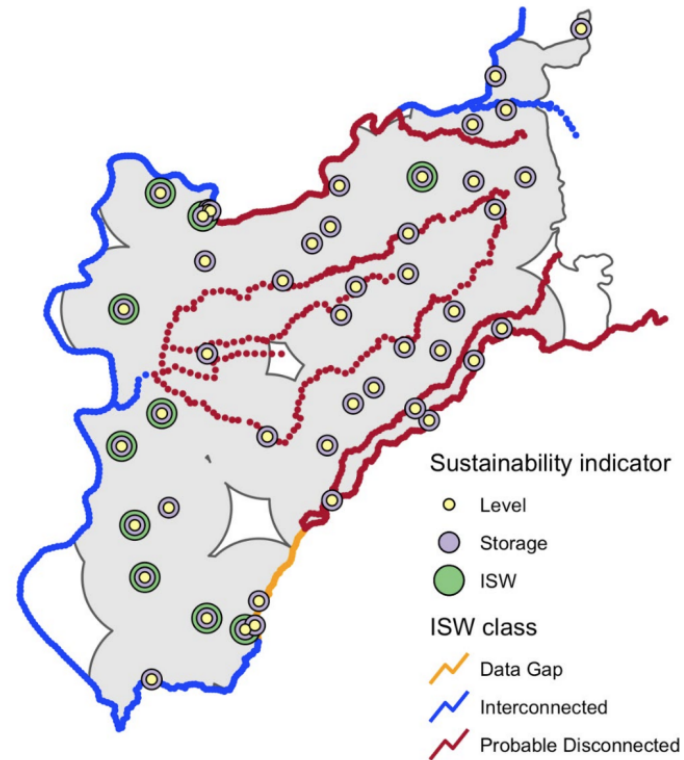 Sustainability indicator
Level
Storage
ISW
ISW class
Data Gap
Interconnected
Probable Disconnected